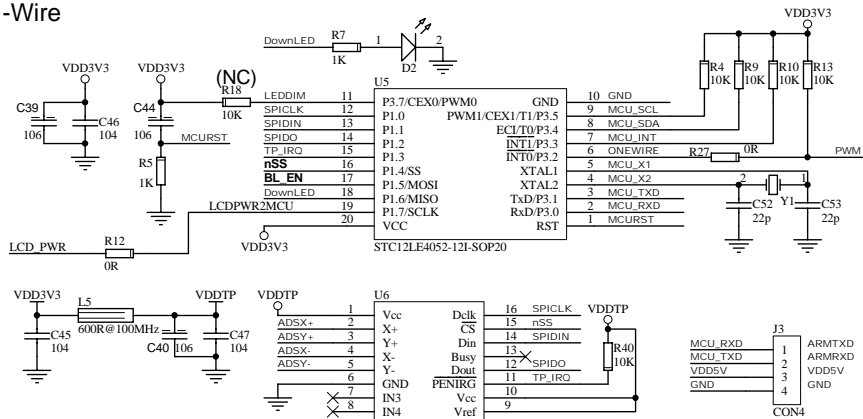 -Wire
DownLED R7 1 2
1K D2
VDD3V3
VDD3V3 VDD3V3 (NC)
R18
10K
C39 106 C46 104
C44 106
MCURST
R5 1K
R4 10K R9 10K R10 10K R13 10K
U5
LEDDIM 11 P3.7/CEX0/PWM0 GND 10 GND
SPICLK 12 P1.0 PWM1/CEX1/T1/P3.5 9 MCU_SCL
SPIDIN 13 P1.1 ECI/T0/P3.4 8 MCU_SDA
SPIDO 14 P1.2 INT1/P3.3 7 MCU_INT
TP_IRQ 15 P1.3 INT0/P3.2 6 ONEWIRE R27 0R PWM
nSS 16 P1.4/SS XTAL1 5 MCU_X1
BL_EN 17 P1.5/MOSI XTAL2 4 MCU_X2 2 1
DownLED 18 P1.6/MISO TxD/P3.1 3 MCU_TXD
LCDPWR2MCU 19 P1.7/SCLK RxD/P3.0 2 MCU_RXD
20 VCC RST 1 MCURST
C52 22p Y1 C53 22p
VDD3V3 STC12LE4052-12I-SOP20
LCD_PWR R12
0R
VDD3V3 L5 VDDTP
600R@100MHz
C45 104 C40 106 C47 104
VDDTP U6 VDDTP
1 Vcc Dclk 16 SPICLK
ADSX+ 2 X+ CS 15 nSS
ADSY+ 3 Y+ Din 14 SPIDIN
ADSX- 4 X- Busy 13
ADSY- 5 Y- Dout 12 SPIDO
6 GND PENIRG 11 TP_IRQ
7 IN3 Vcc 10
8 IN4 Vref 9
R40 10K
J3
MCU_RXD 1 ARMTXD
MCU_TXD 2 ARMRXD
VDD5V 3 VDD5V
GND 4 GND
CON4